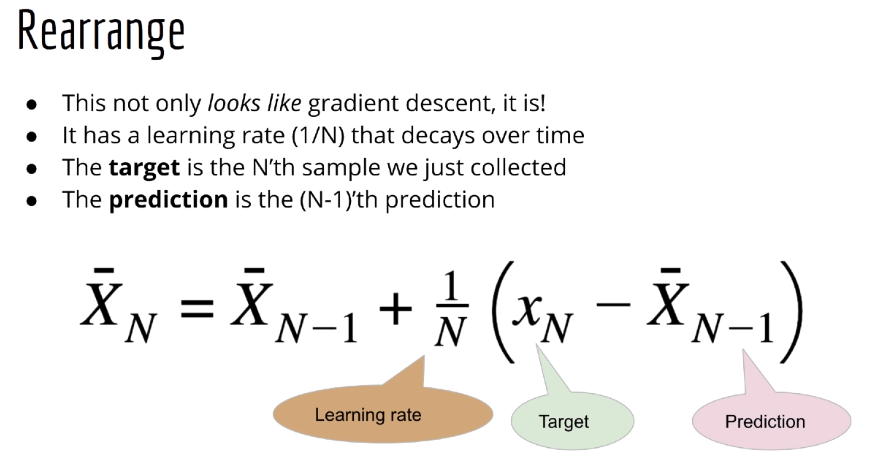 Rearrange
● This not only looks like gradient descent, it is!
● It has a learning rate (1/N) that decays over time
● The target is the N’th sample we just collected
● The prediction is the (N-1)’th prediction
X̄_N = X̄_{N−1} + 1/N (x_N − X̄_{N−1})
Learning rate
Target
Prediction